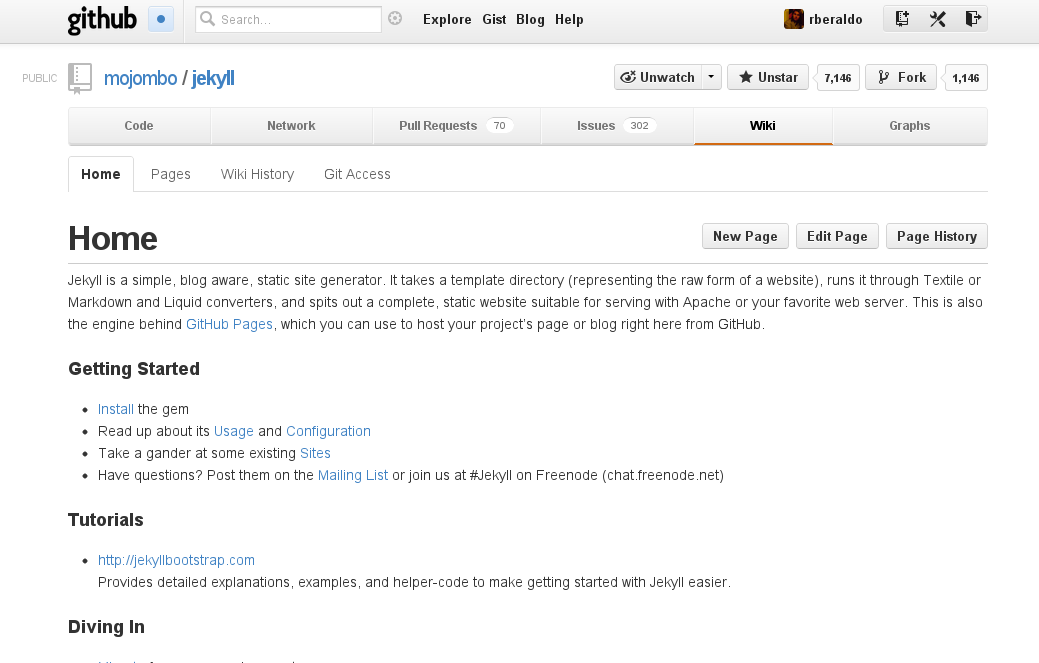 github
Search...
Explore Gist Blog Help
rberaldo
PUBLIC
mojombo / jekyll
Unwatch
Unstar
7,146
Fork
1,146
Code
Network
Pull Requests 70
Issues 302
Wiki
Graphs
Home
Pages
Wiki History
Git Access
Home
New Page
Edit Page
Page History
Jekyll is a simple, blog aware, static site generator. It takes a template directory (representing the raw form of a website), runs it through Textile or
Markdown and Liquid converters, and spits out a complete, static website suitable for serving with Apache or your favorite web server. This is also
the engine behind GitHub Pages, which you can use to host your project's page or blog right here from GitHub.
Getting Started
• Install the gem
• Read up about its Usage and Configuration
• Take a gander at some existing Sites
• Have questions? Post them on the Mailing List or join us at #Jekyll on Freenode (chat.freenode.net)
Tutorials
• http://jekyllbootstrap.com
Provides detailed explanations, examples, and helper-code to make getting started with Jekyll easier.
Diving In